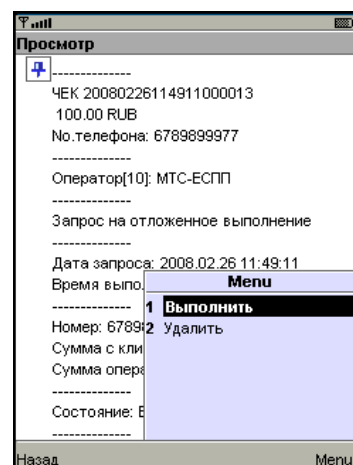 Просмотр
--------------
ЧЕК 20080226114911000013
100.00 RUB
No.телефона: 6789899977
--------------
Оператор[10]: МТС-ЕСПП
--------------
Запрос на отложенное выполнение
--------------
Дата запроса: 2008.02.26 11:49:11
Время выпо
--------------
Номер: 6789
Сумма с кли
Сумма опера
--------------
Состояние:
--------------
Menu
1 Выполнить
2 Удалить
Назад
Menu